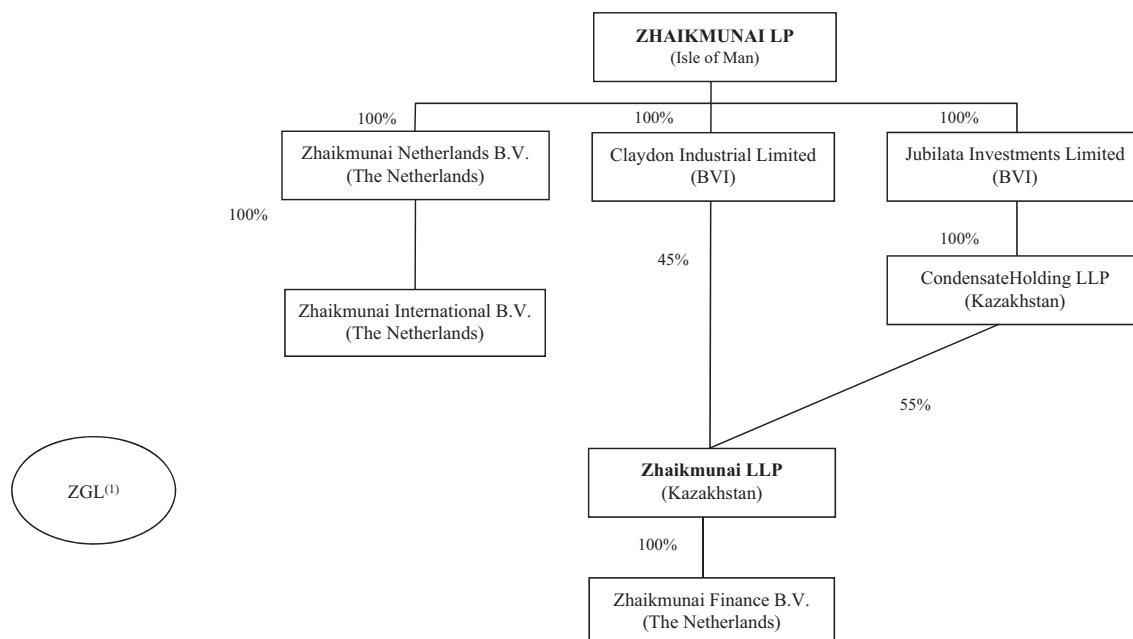 ZHAIKMUNAI LP
(Isle of Man)
100%
100%
100%
Zhaikmunai Netherlands B.V.
(The Netherlands)
Claydon Industrial Limited
(BVI)
Jubilata Investments Limited
(BVI)
100%
45%
100%
Zhaikmunai International B.V.
(The Netherlands)
CondensateHolding LLP
(Kazakhstan)
55%
ZGL(1)
Zhaikmunai LLP
(Kazakhstan)
100%
Zhaikmunai Finance B.V.
(The Netherlands)